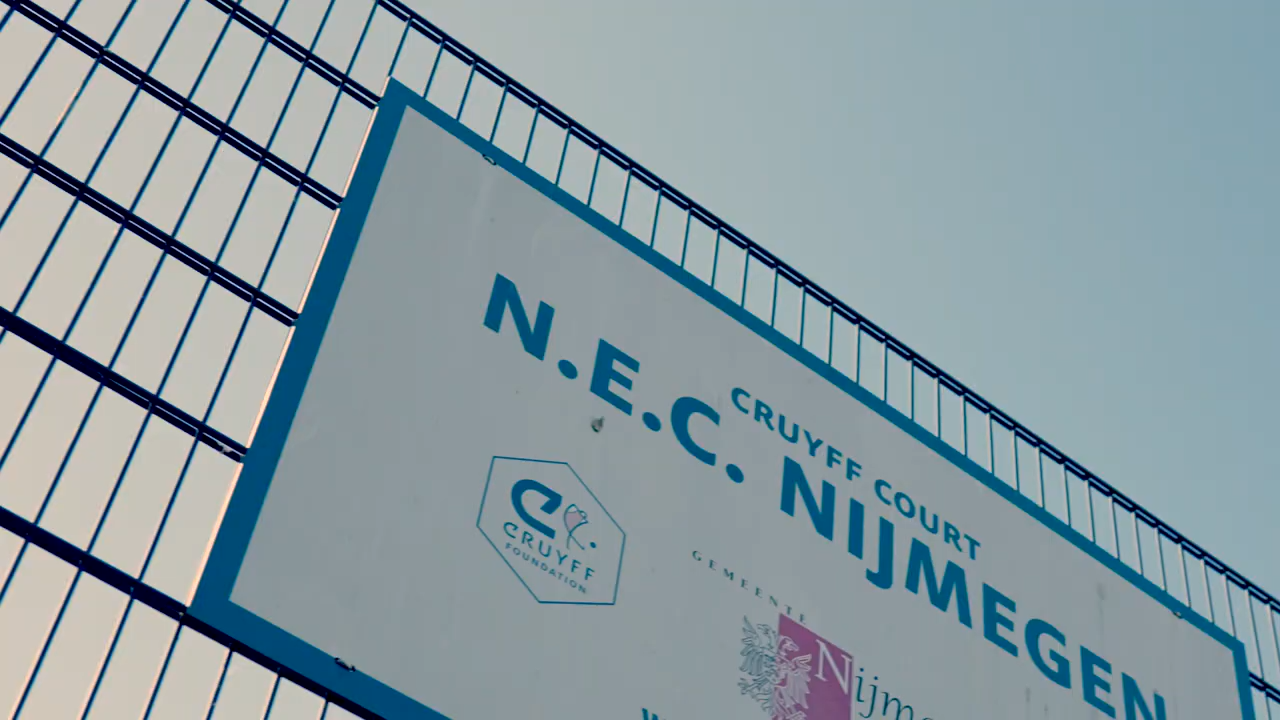 CRUYFF COURT
N.E.C. NIJMEGEN
CRUYFF
FOUNDATION
GEMEENTE